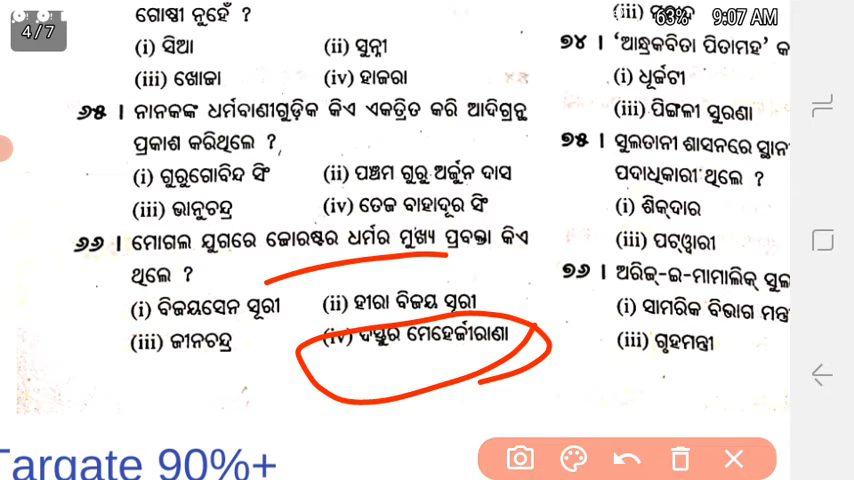 4/7
63% 9:07 AM
ଗୋଷ୍ଠୀ ନୁହେଁ ?
(i) ସିଆ (ii) ସୁନ୍ନୀ
(iii) ଖୋଜା (iv) ହାଜରା
୬୫ । ନାନକଙ୍କ ଧର୍ମବାଣୀଗୁଡ଼ିକ କିଏ ଏକତ୍ରିତ କରି ଆଦିଗ୍ରନ୍ଥ
ପ୍ରକାଶ କରିଥିଲେ ?
(i) ଗୁରୁଗୋବିନ୍ଦ ସିଂ (ii) ପଞ୍ଚମ ଗୁରୁ ଅର୍ଜୁନ ଦାସ
(iii) ଭାନୁଚନ୍ଦ୍ର (iv) ତେଜ ବାହାଦୂର ସିଂ
୬୬ । ମୋଗଲ ଯୁଗରେ ଜୋରଷ୍ଟର ଧର୍ମର ମୁଖ୍ୟ ପ୍ରବକ୍ତା କିଏ
ଥିଲେ ?
(i) ବିଜୟସେନ ସୂରୀ (ii) ହୀରା ବିଜୟ ସୂରୀ
(iii) ଜୀନଚନ୍ଦ୍ର (iv) ଦସ୍ତୁର ମେହେର୍ଜୀରାଣା
(iii)
୭୪ । ‘ଆନ୍ଧ୍ରକବିତା ପିତାମହ’ କ
(i) ଧୂର୍ଜଟୀ
(iii) ପିଙ୍ଗଳୀ ସୁରଣା
୭୫ । ସୁଲତାନୀ ଶାସନରେ ସ୍ଥାନ
ପଦାଧିକାରୀ ଥିଲେ ?
(i) ଶିକ୍‌ଦାର
(iii) ପଟ୍ୱାରୀ
୭୬ । ଅରିଜ୍-ଇ-ମାମାଲିକ୍ ସୁଲ
(i) ସାମରିକ ବିଭାଗ ମନ୍ତ୍ରୀ
(iii) ଗୃହମନ୍ତ୍ରୀ
Targate 90%+